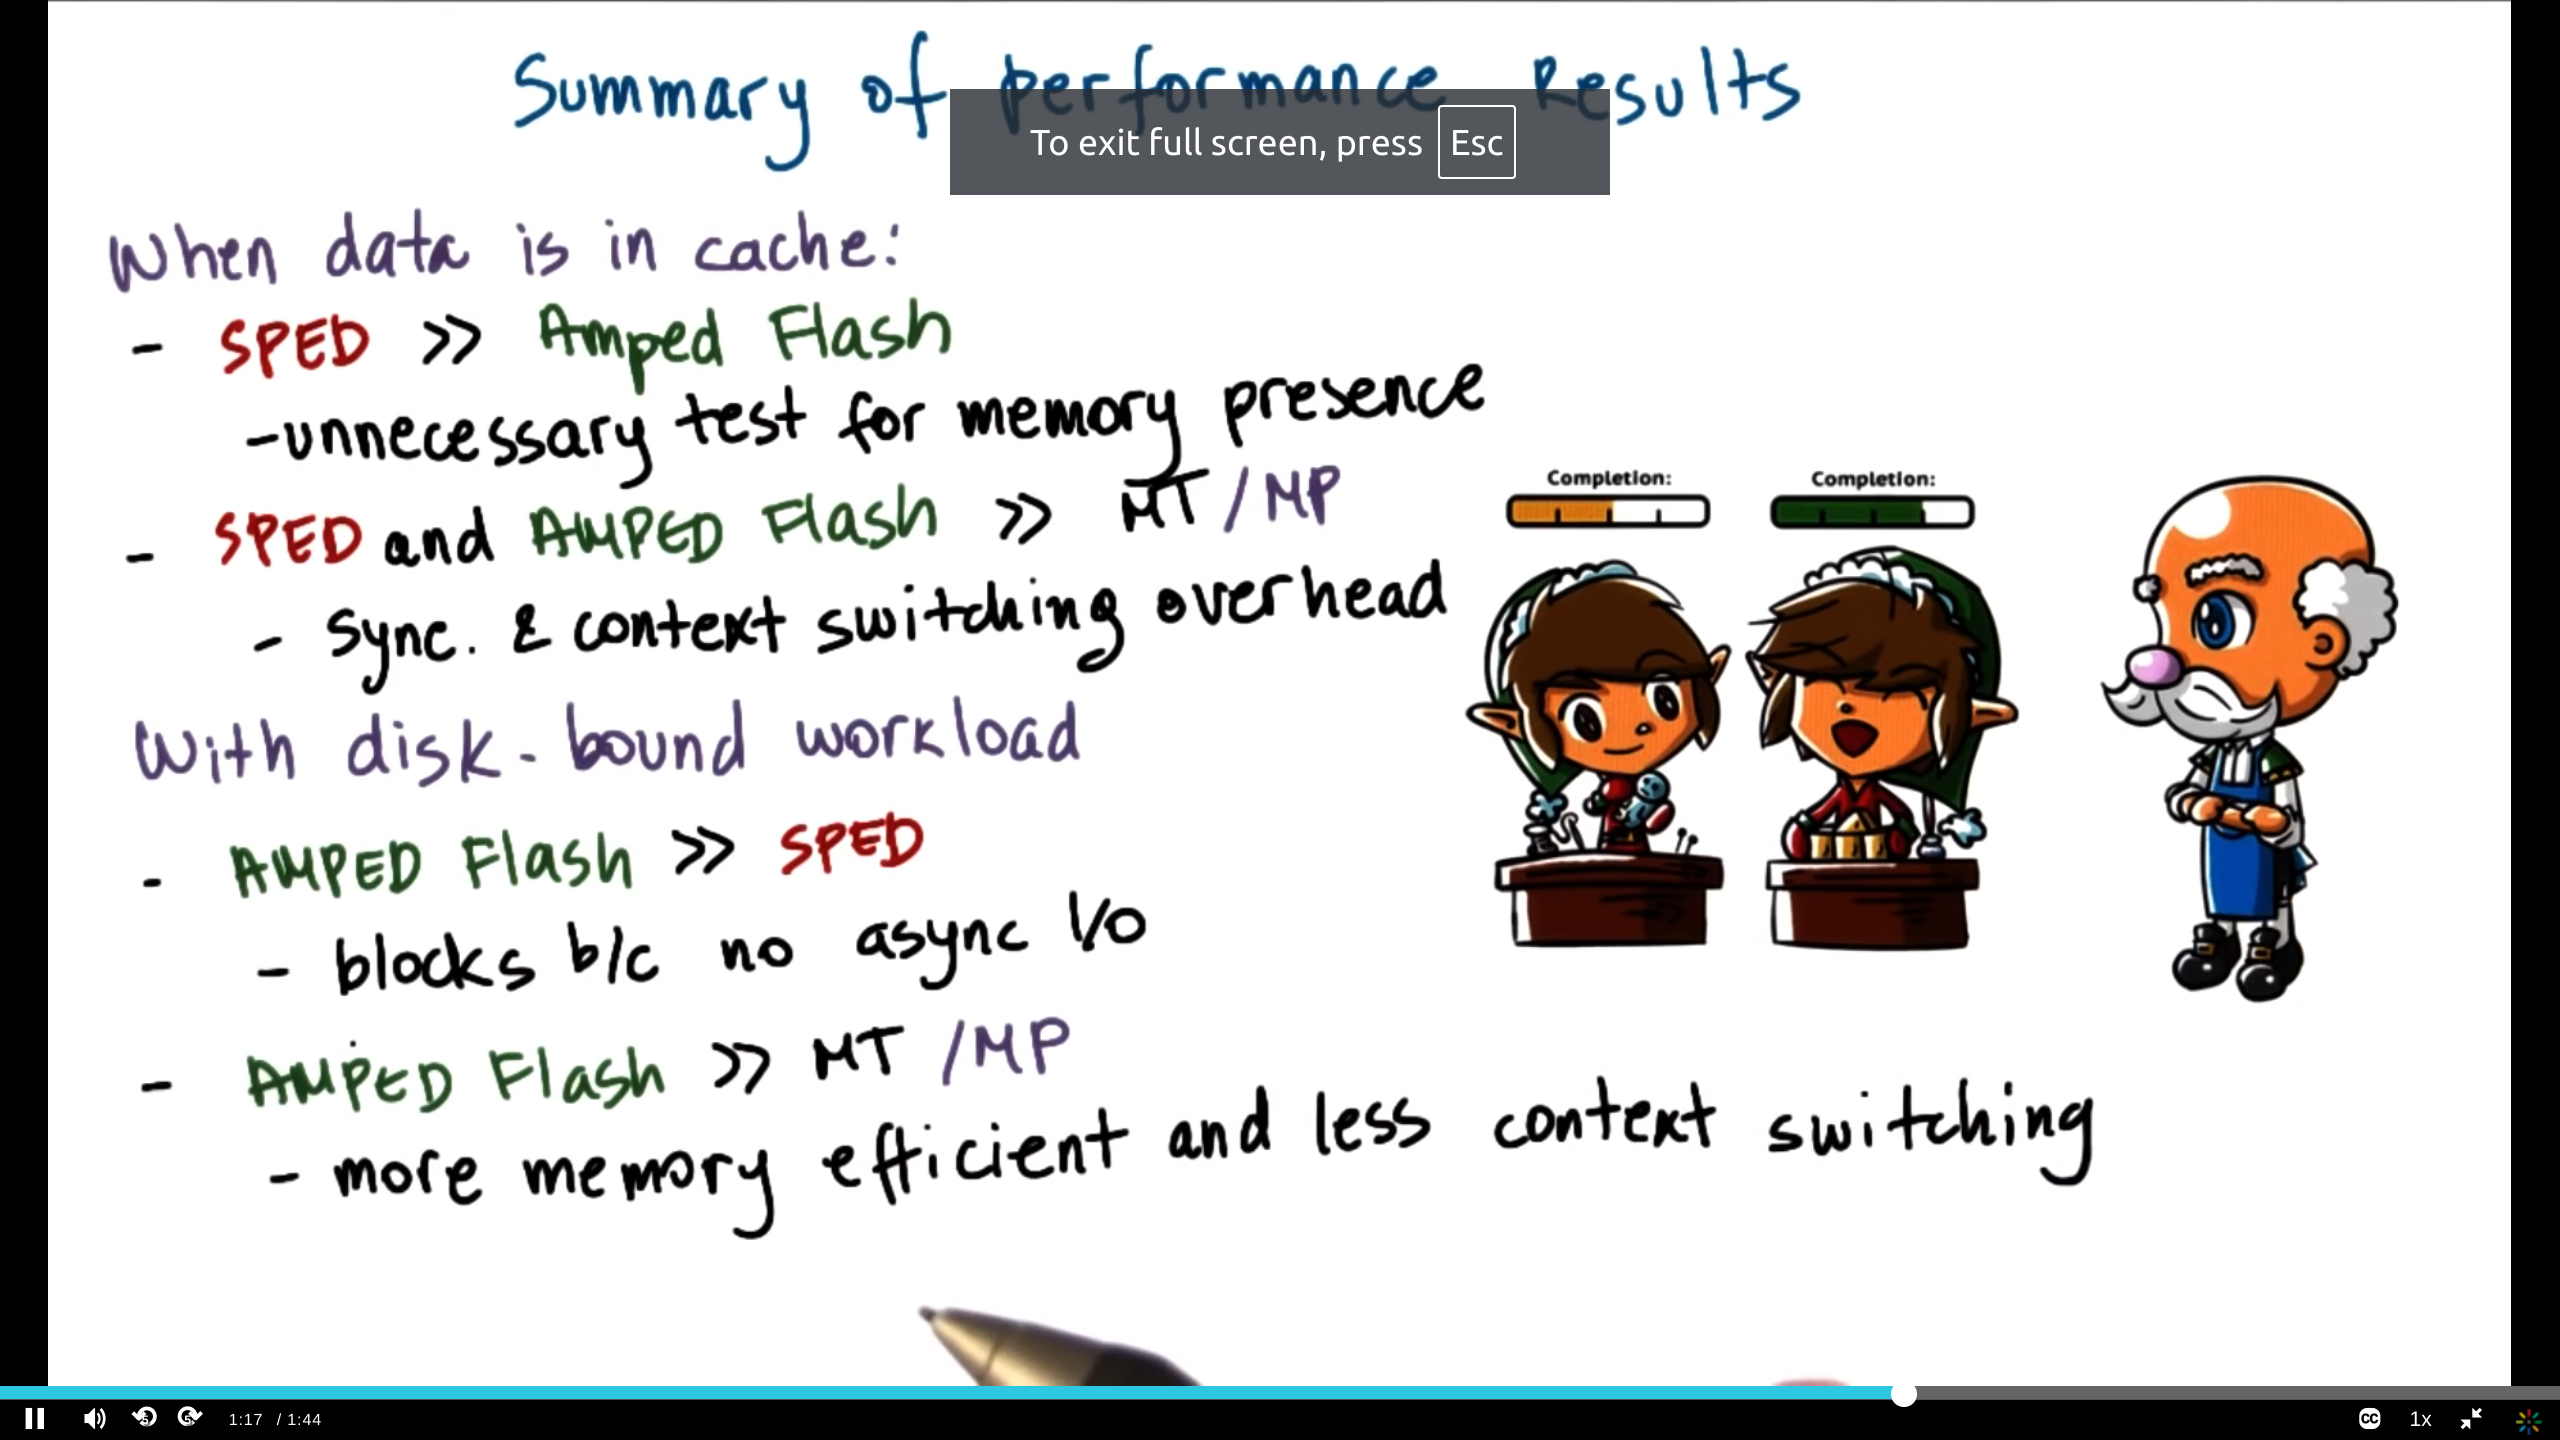 Summary of performance Results
To exit full screen, press Esc
When data is in cache:
- SPED >> Amped Flash
- unnecessary test for memory presence
- SPED and AMPED Flash >> MT / MP
- sync. & context switching overhead
With disk-bound workload
- AMPED Flash >> SPED
- blocks b/c no async I/O
- AMPED Flash >> MT / MP
- more memory efficient and less context switching
Completion:
Completion:
1:17 / 1:44
CC
1x